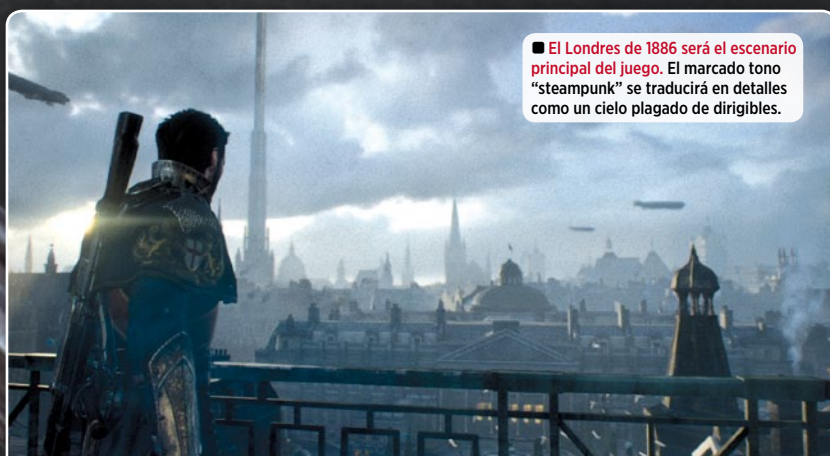 ■ El Londres de 1886 será el escenario
principal del juego. El marcado tono
“steampunk” se traducirá en detalles
como un cielo plagado de dirigibles.